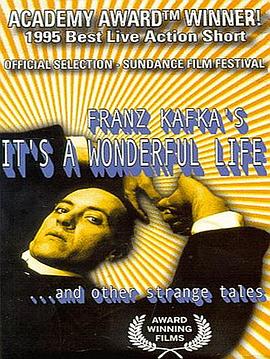 ACADEMY AWARD™ WINNER!
1995 Best Live Action Short
OFFICIAL SELECTION - SUNDANCE FILM FESTIVAL
FRANZ KAFKA'S
IT'S A WONDERFUL LIFE
...and other strange tales
AWARD
WINNING
FILMS